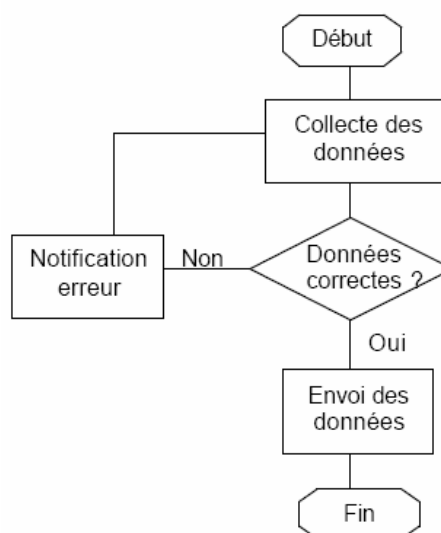 Début
Collecte des
données
Notification
erreur
Non
Données
correctes ?
Oui
Envoi des
données
Fin